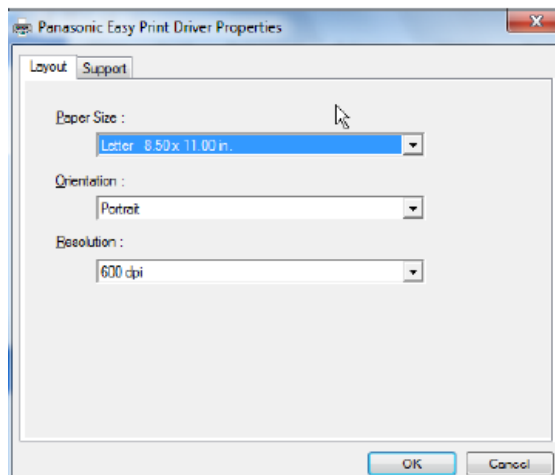 Panasonic Easy Print Driver Properties
Layout Support
Paper Size :
Letter 8.50 x 11.00 in.
Orientation :
Portrait
Resolution :
600 dpi
OK Cancel